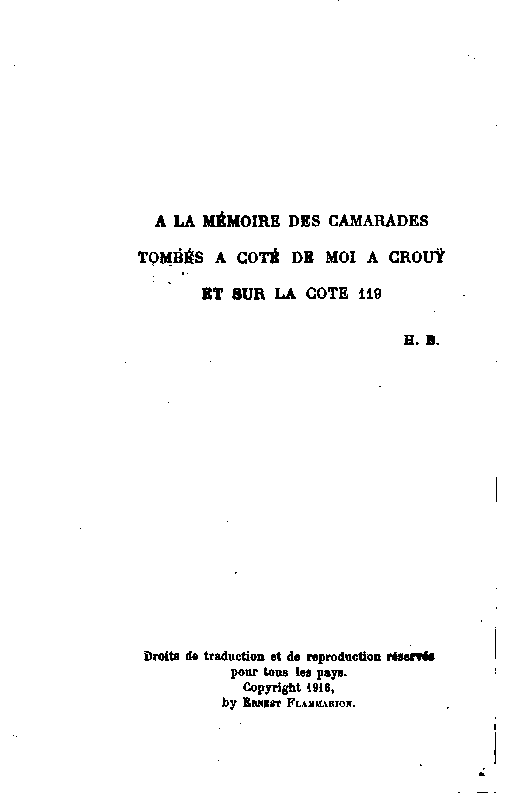 A LA MÉMOIRE DES CAMARADES
TOMBÉS A COTÉ DE MOI A CROUŸ
ET SUR LA COTE 119
H. B.
Droits de traduction et de reproduction réservés
pour tous les pays.
Copyright 1916,
by ERNEST FLAMMARION.